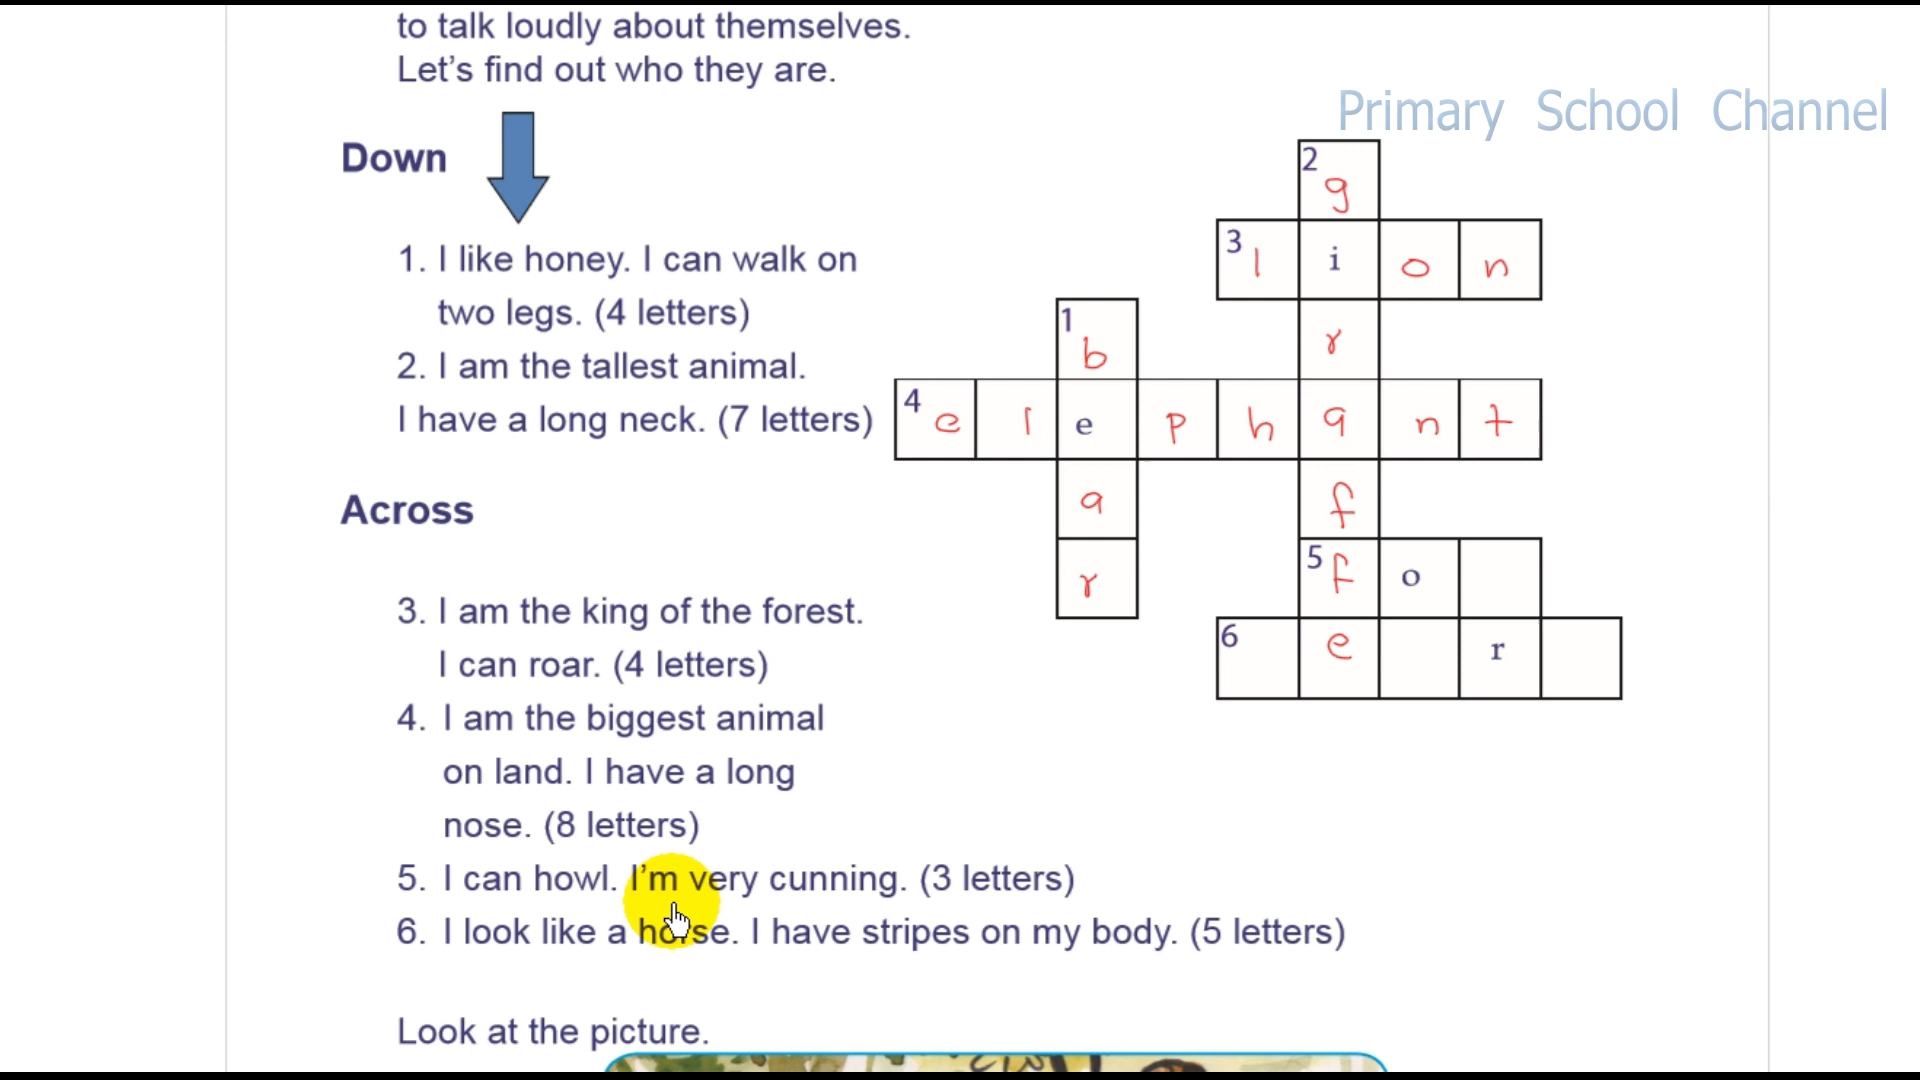 to talk loudly about themselves.
Let's find out who they are.
Primary School Channel
Down
1. I like honey. I can walk on
two legs. (4 letters)
2. I am the tallest animal.
I have a long neck. (7 letters)
Across
3. I am the king of the forest.
I can roar. (4 letters)
4. I am the biggest animal
on land. I have a long
nose. (8 letters)
5. I can howl. I'm very cunning. (3 letters)
6. I look like a horse. I have stripes on my body. (5 letters)
Look at the picture.
2 g
3 l i o n
1 b r
4 e l e p h a n t
a f
r 5 f o
6 e r